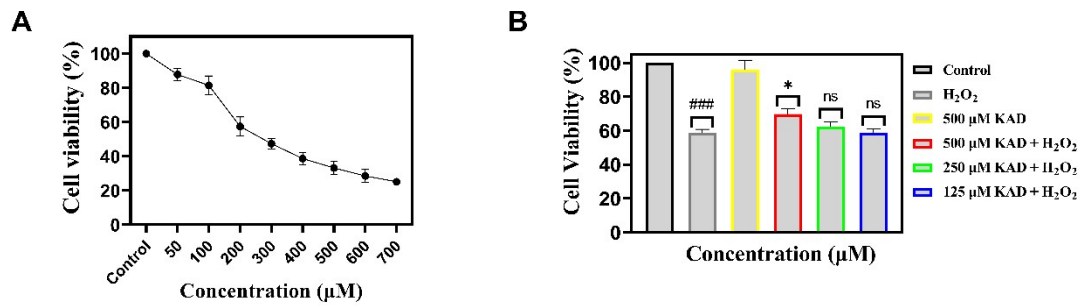 A
Cell viability (%)
100
80
60
40
20
0
Control
50
100
200
300
400
500
600
700
Concentration (μM)
B
Cell Viability (%)
100
80
60
40
20
0
###
*
ns
ns
Concentration (μM)
Control
H₂O₂
500 μM KAD
500 μM KAD + H₂O₂
250 μM KAD + H₂O₂
125 μM KAD + H₂O₂